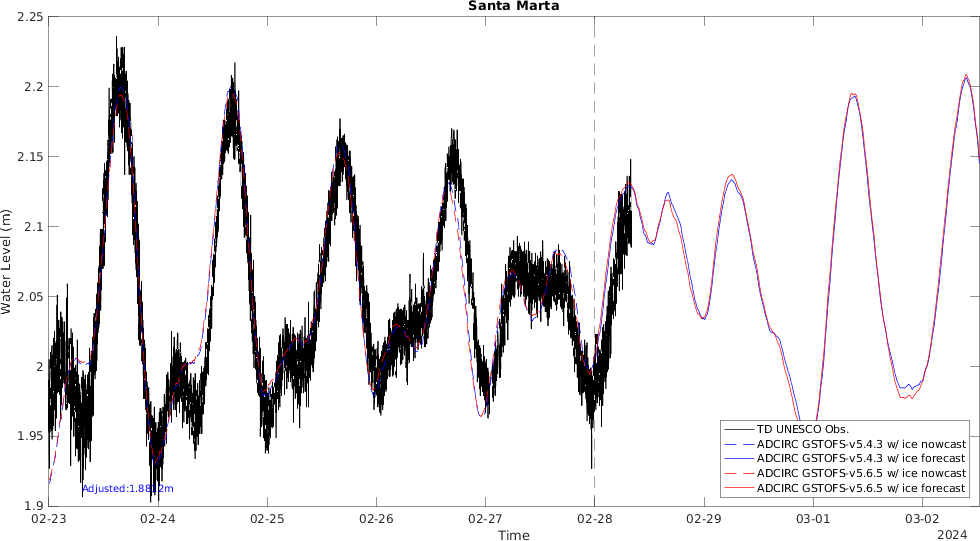 Santa Marta
2.25
2.2
2.15
2.1
2.05
2
1.95
1.9
Water Level (m)
TD UNESCO Obs.
ADCIRC GSTOFS-v5.4.3 w/ ice nowcast
ADCIRC GSTOFS-v5.4.3 w/ ice forecast
ADCIRC GSTOFS-v5.6.5 w/ ice nowcast
ADCIRC GSTOFS-v5.6.5 w/ ice forecast
02-23 02-24 02-25 02-26 02-27 02-28 02-29 03-01 03-02
Time
2024